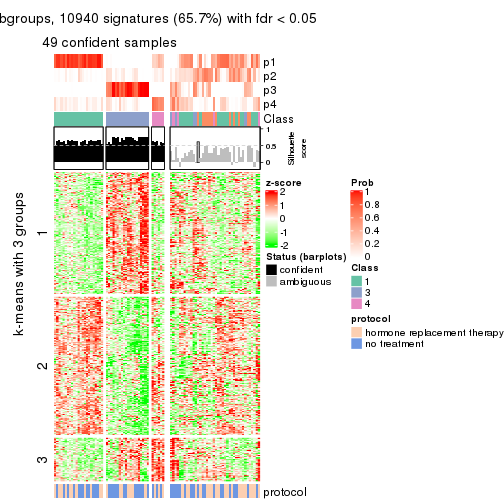 bgroups, 10940 signatures (65.7%) with fdr < 0.05
49 confident samples
p1
p2
p3
p4
Class
1
0.5
0
Silhouette
score
k-means with 3 groups
1
2
3
protocol
z-score
2
1
0
-1
-2
Status (barplots)
confident
ambiguous
Prob
1
0.8
0.6
0.4
0.2
0
Class
1
3
4
protocol
hormone replacement therapy
no treatment